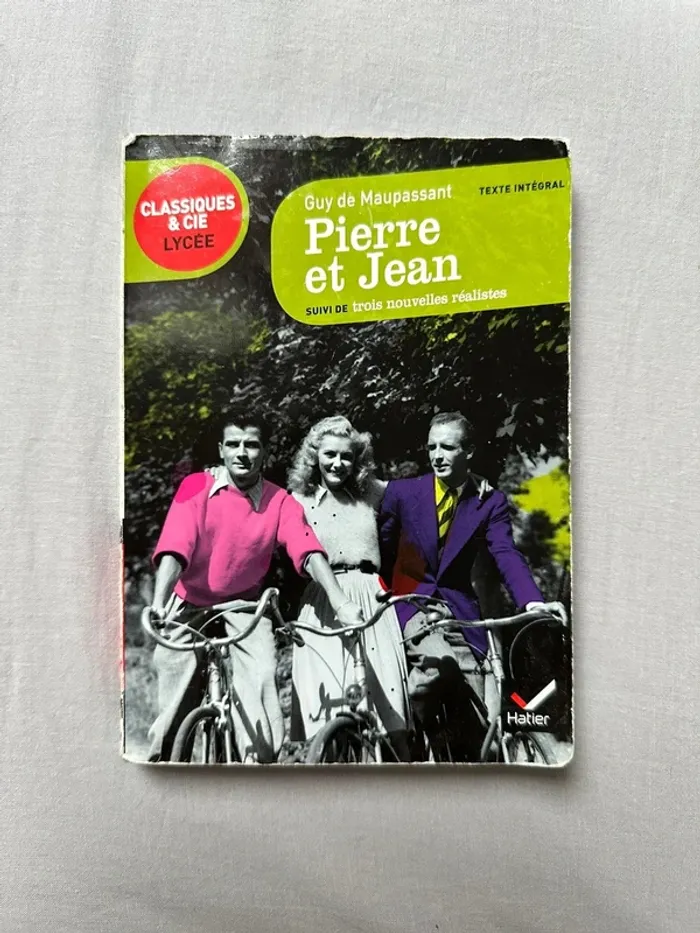 CLASSIQUES
& CIE
LYCÉE
Guy de Maupassant
TEXTE INTÉGRAL
Pierre
et Jean
SUIVI DE trois nouvelles réalistes
Hatier